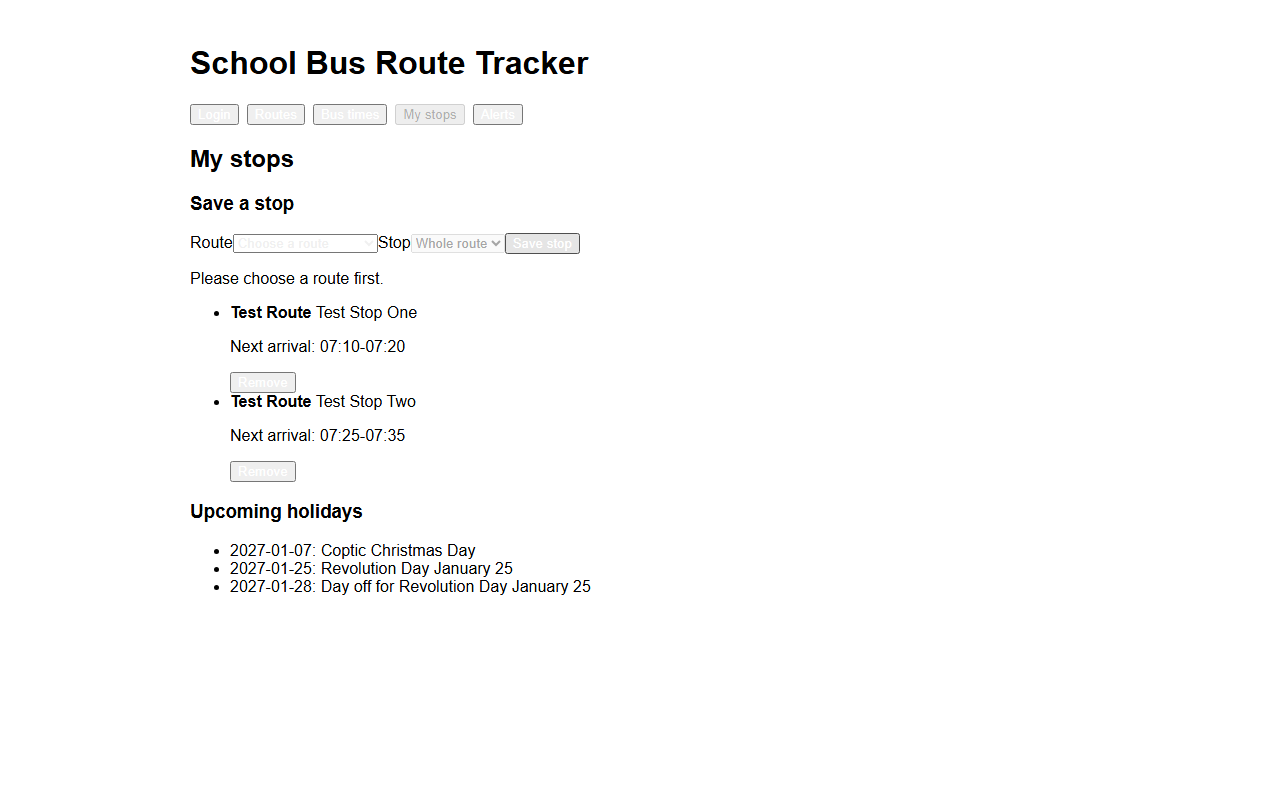 School Bus Route Tracker
Login Routes Bus times My stops Alerts
My stops
Save a stop
Route Choose a route Stop Whole route Save stop
Please choose a route first.
Test Route Test Stop One
Next arrival: 07:10-07:20
Remove
Test Route Test Stop Two
Next arrival: 07:25-07:35
Remove
Upcoming holidays
2027-01-07: Coptic Christmas Day
2027-01-25: Revolution Day January 25
2027-01-28: Day off for Revolution Day January 25